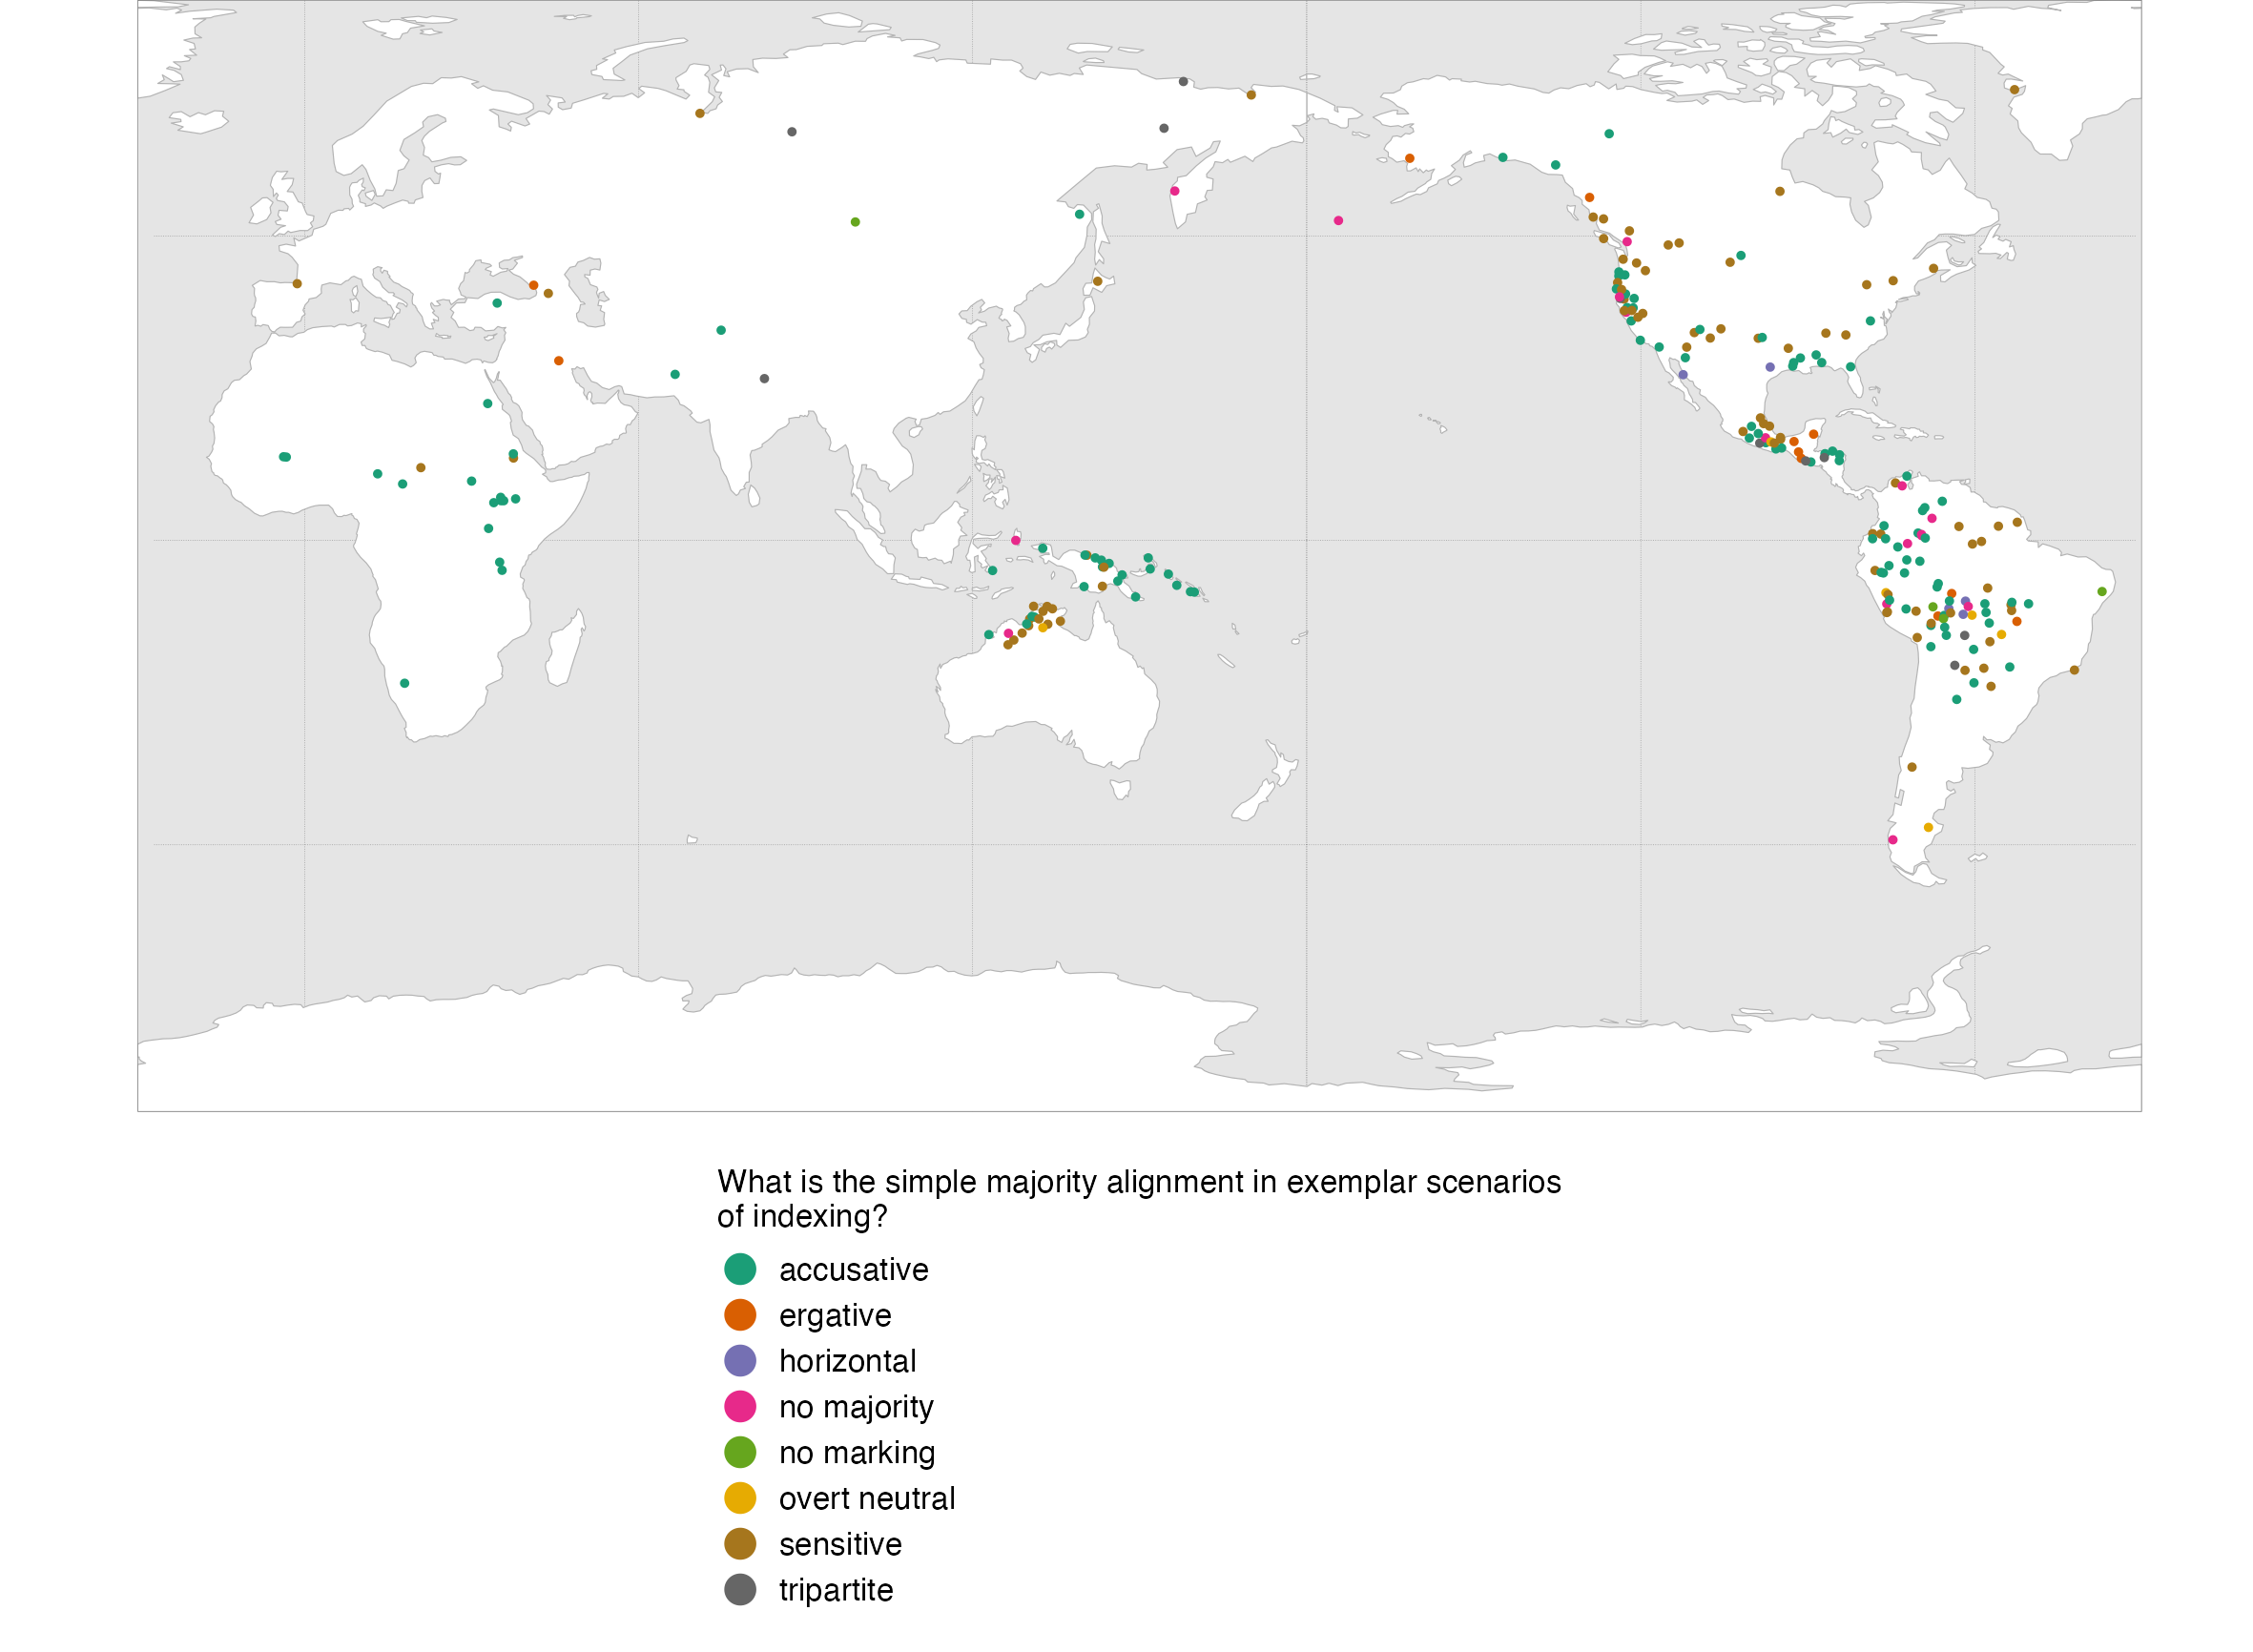 What is the simple majority alignment in exemplar scenarios
of indexing?
accusative
ergative
horizontal
no majority
no marking
overt neutral
sensitive
tripartite